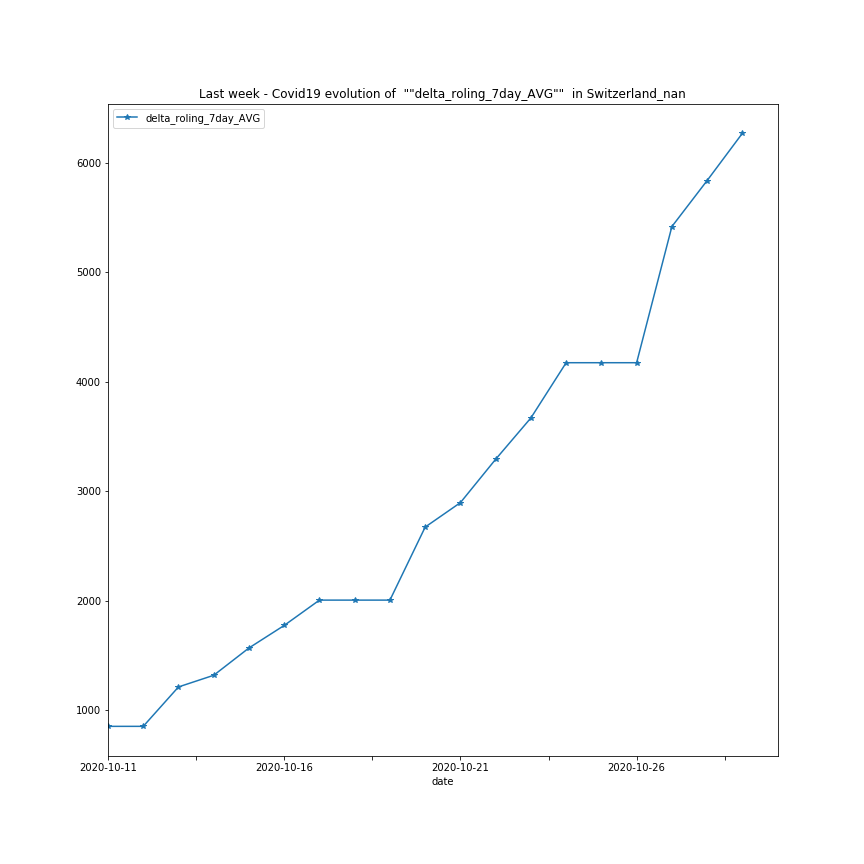 Last week - Covid19 evolution of  ""delta_roling_7day_AVG""  in Switzerland_nan
delta_roling_7day_AVG
6000
5000
4000
3000
2000
1000
2020-10-11 2020-10-16 2020-10-21 2020-10-26
date